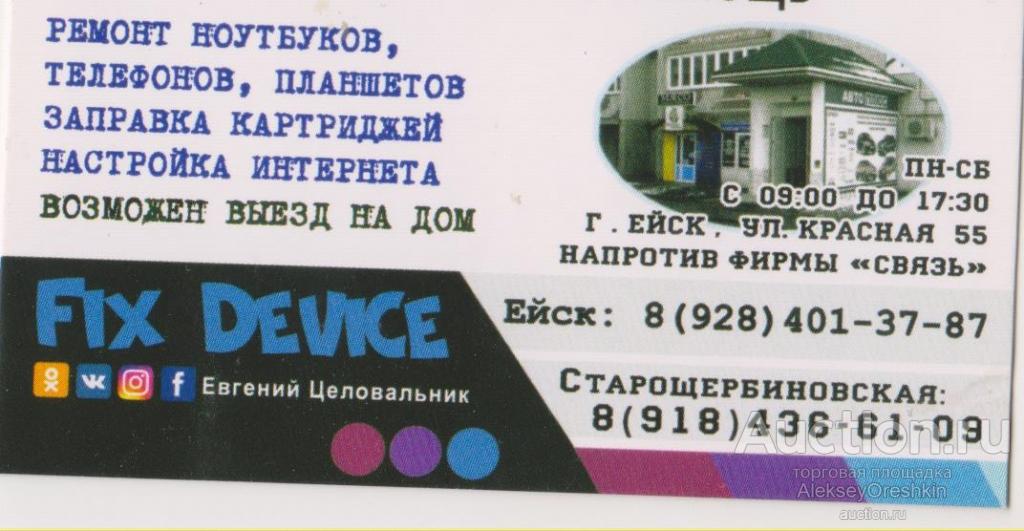 РЕМОНТ НОУТБУКОВ,
ТЕЛЕФОНОВ, ПЛАНШЕТОВ
ЗАПРАВКА КАРТРИДЖЕЙ
НАСТРОЙКА ИНТЕРНЕТА
ВОЗМОЖЕН ВЫЕЗД НА ДОМ
АВТО
ПН-СБ
С 09:00 ДО 17:30
Г. ЕЙСК, УЛ. КРАСНАЯ 55
НАПРОТИВ ФИРМЫ «СВЯЗЬ»
FIX DEVICE
Евгений Целовальник
Ейск: 8(928)401-37-87
Старощербиновская:
8(918)436-61-09
Auction.ru
торговая площадка
AlekseyOreshkin
auction.ru